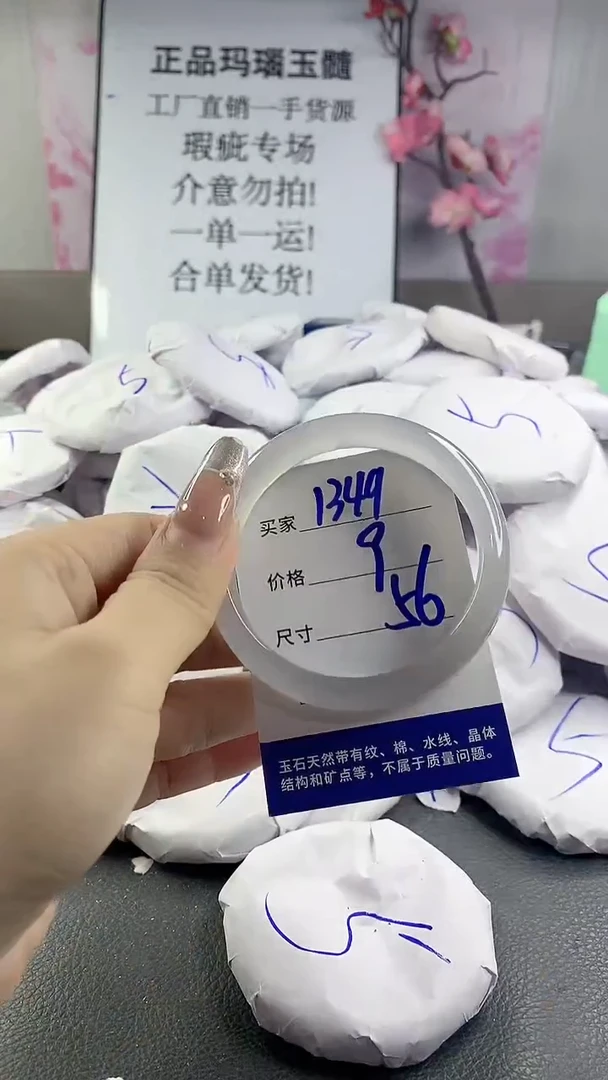 正品玛瑙玉髓
工厂直销一手货源
瑕疵专场
介意勿拍!
一单一运!
合单发货!
5
买家 1349
价格 9
尺寸 56
玉石天然带有纹、棉、水线、晶体
结构和矿点等，不属于质量问题。